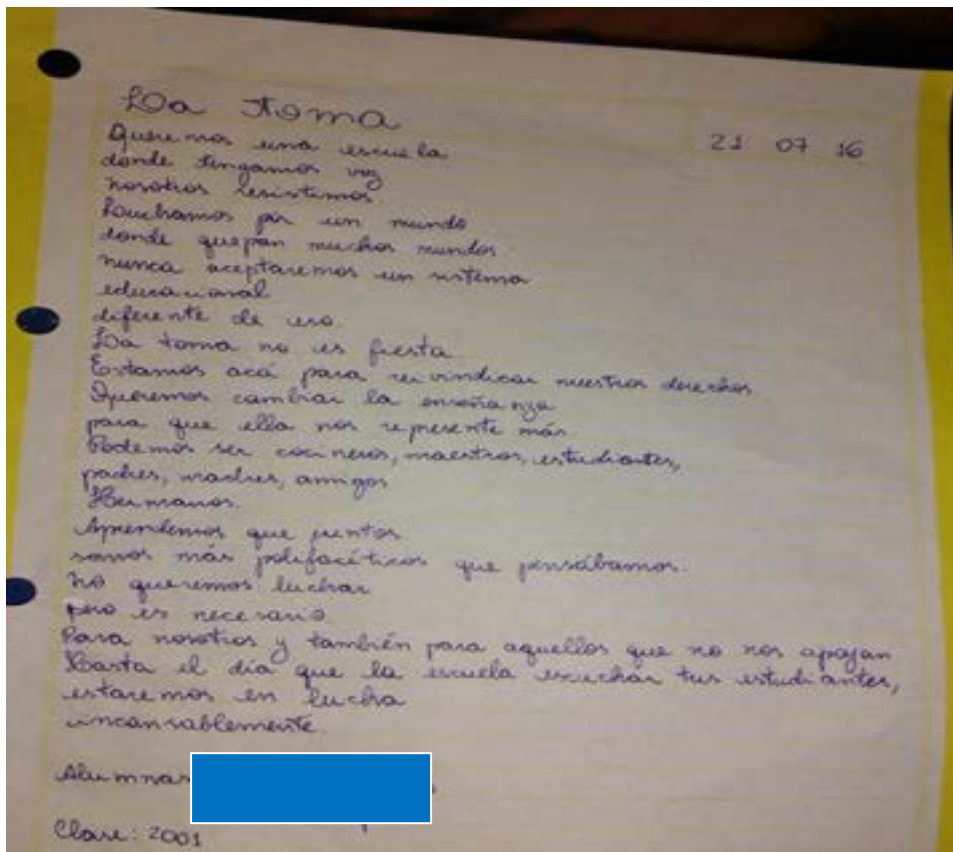 La toma
21 07 16
Queremos una escuela
donde tengamos voz
nosotros resistimos
Luchamos por un mundo
donde quepan muchos mundos.
nunca aceptaremos un sistema
educacional
diferente de eso.
La toma no es fiesta
Estamos acá para reivindicar nuestros derechos.
Queremos cambiar la enseñanza
para que ella nos represente más.
Podemos ser cocineros, maestros, estudiantes,
padres, madres, amigos
Hermanos.
Aprendemos que juntos
somos más polifacéticos que pensábamos.
No queremos luchar
pero es necesario
Para nosotros y también para aquellos que no nos apoyan
Hasta el día que la escuela escuchar tus estudiantes,
estaremos en lucha
incansablemente.
Alumnas
Clase: 2001